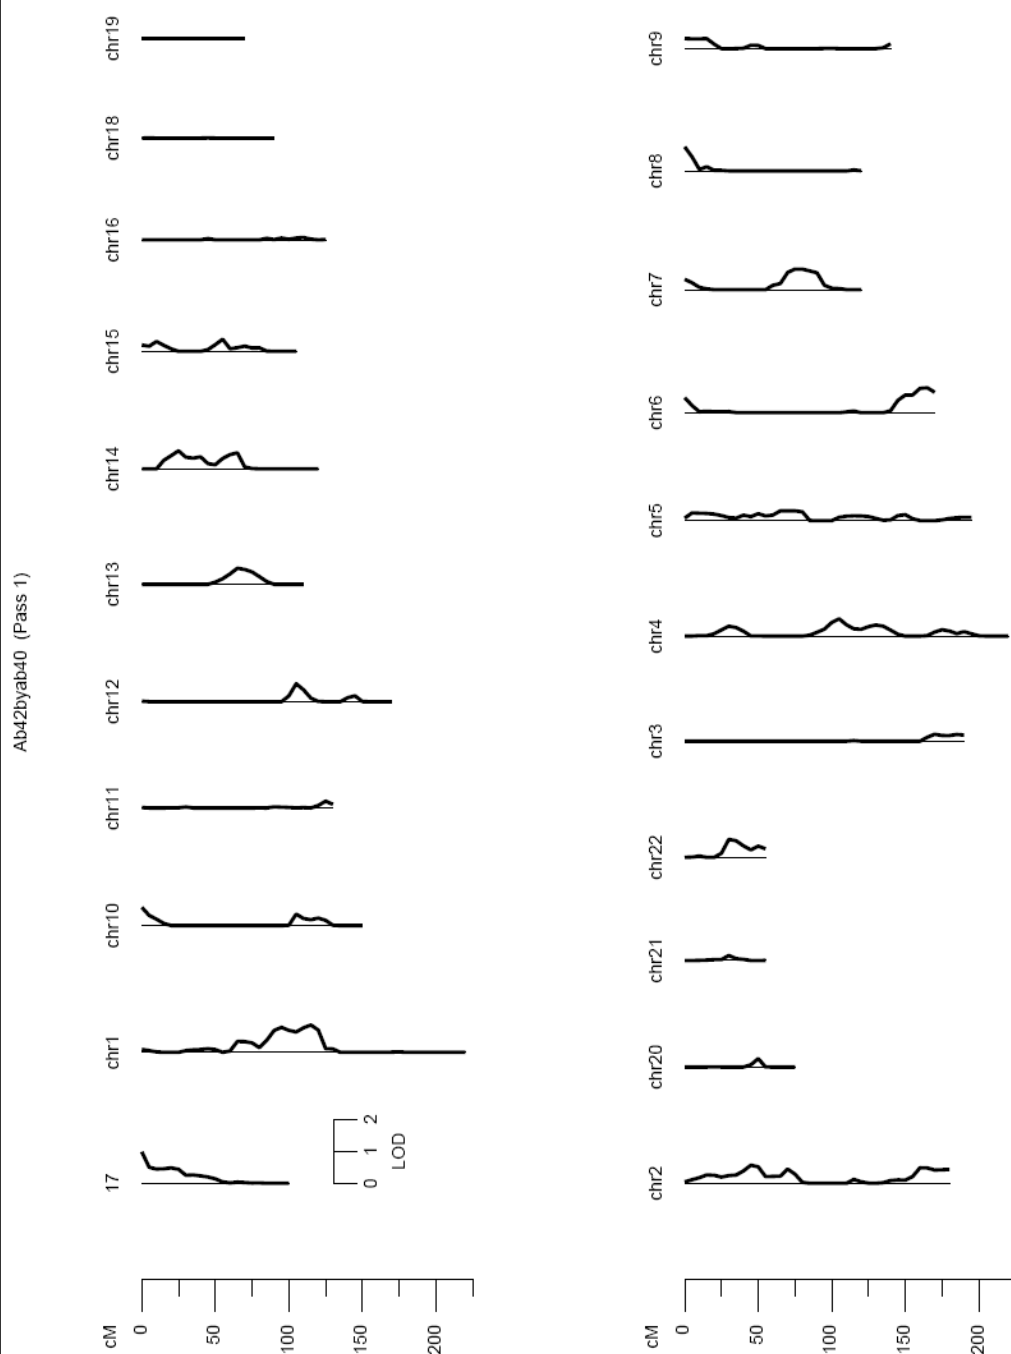 Ab42byab40 (Pass 1)
chr19
chr18
chr16
chr15
chr14
chr13
chr12
chr11
chr10
chr1
17
0 1 2
LOD
cM 0 50 100 150 200
chr9
chr8
chr7
chr6
chr5
chr4
chr3
chr22
chr21
chr20
chr2
cM 0 50 100 150 200